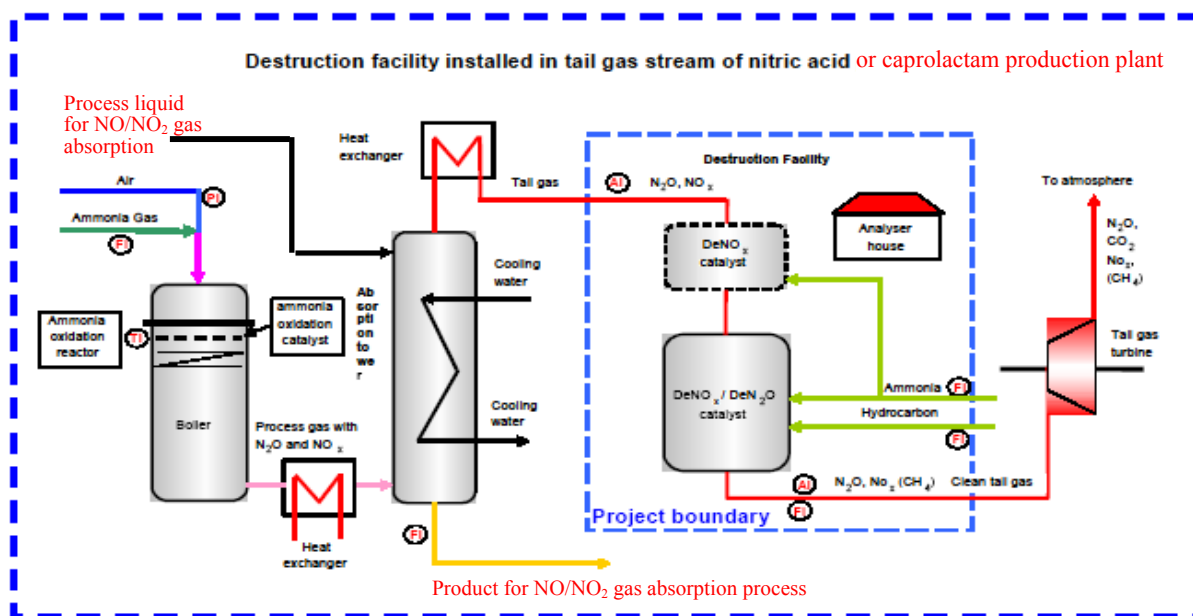 Destruction facility installed in tail gas stream of nitric acid or caprolactam production plant
Process liquid
for NO/NO₂ gas
absorption
Heat
exchanger
Destruction Facility
Air
PI
Tail gas
AI
N₂O, NOₓ
To atmosphere
Ammonia Gas
FI
Analyser
house
N₂O,
CO₂
Noₓ,
(CH₄)
DeNOₓ
catalyst
Cooling
water
Ammonia
oxidation
reactor
TI
ammonia
oxidation
catalyst
Ab
sor
pti
on
to
we
r
Tail gas
turbine
Ammonia
FI
DeNOₓ / DeN₂O
catalyst
Hydrocarbon
FI
Cooling
water
Boiler
Process gas with
N₂O and NOₓ
AI
N₂O, Noₓ (CH₄)
Clean tail gas
FI
Project boundary
FI
Heat
exchanger
Product for NO/NO₂ gas absorption process